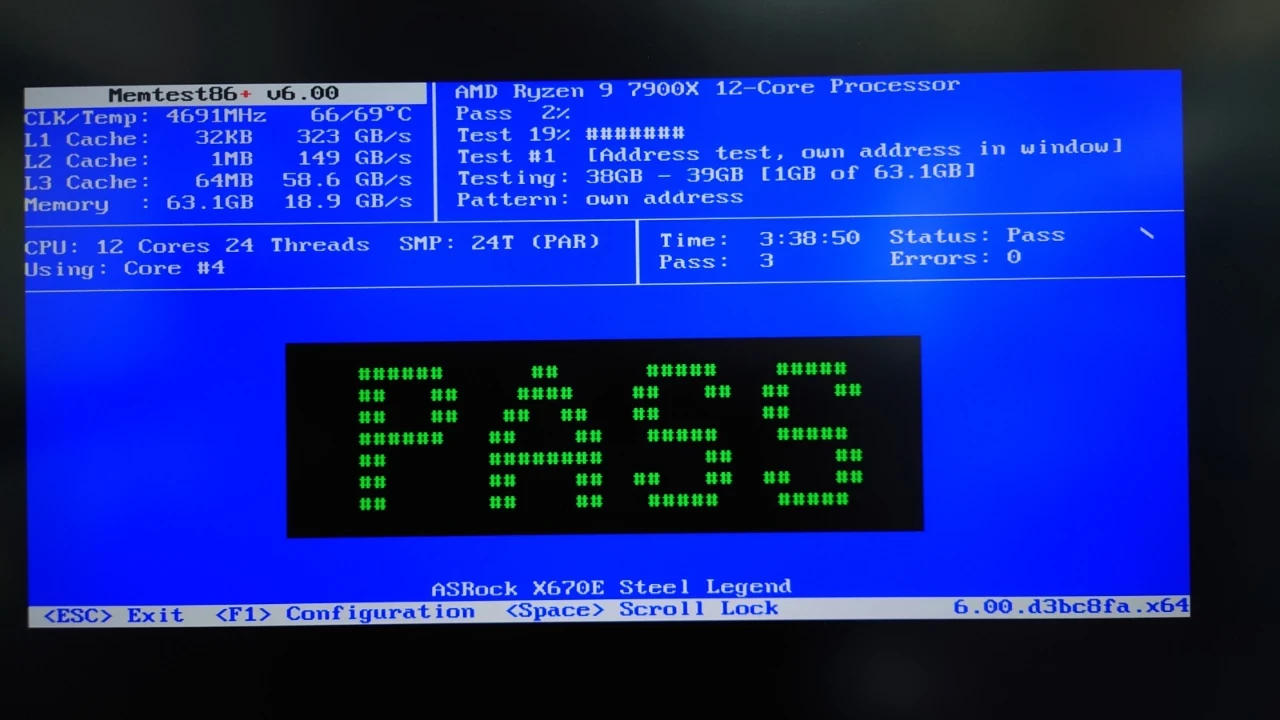 Memtest86+ v6.00
CLK/Temp: 4691MHz 66/69°C
L1 Cache: 32KB 323 GB/s
L2 Cache: 1MB 149 GB/s
L3 Cache: 64MB 58.6 GB/s
Memory : 63.1GB 18.9 GB/s
AMD Ryzen 9 7900X 12-Core Processor
Pass 2%
Test 19% #######
Test #1 [Address test, own address in window]
Testing: 38GB - 39GB [1GB of 63.1GB]
Pattern: own address
CPU: 12 Cores 24 Threads SMP: 24T (PAR)
Using: Core #4
Time: 3:38:50 Status: Pass \
Pass: 3 Errors: 0
PASS
ASRock X670E Steel Legend
<ESC> Exit <F1> Configuration <Space> Scroll Lock 6.00.d3bc8fa.x64